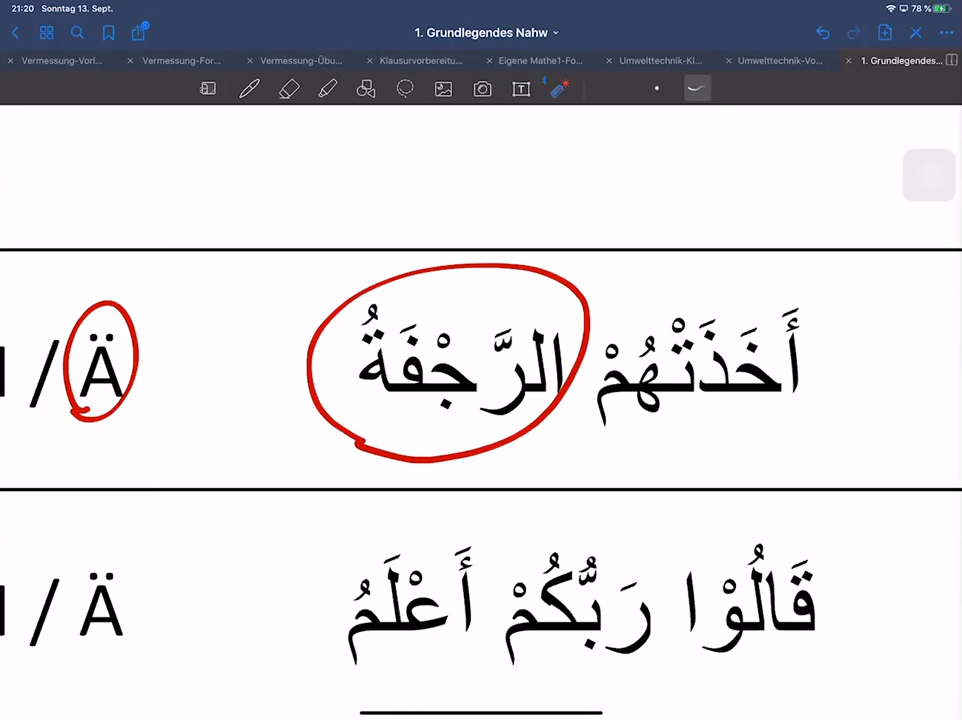 21:20 Sonntag 13. Sept. 78 %
1. Grundlegendes Nahw
Vermessung-Vorl... Vermessung-For... Vermessung-Übu... Klausurvorbereitu... Eigene Mathe1-Fo... Umwelttechnik-Kl... Umwelttechnik-Vo... 1. Grundlegendes...
أَخَذَتْهُمْ الرَّجْفَةُ
/ Ä
قَالُوْا رَبُّكُمْ أَعْلَمُ
/ Ä